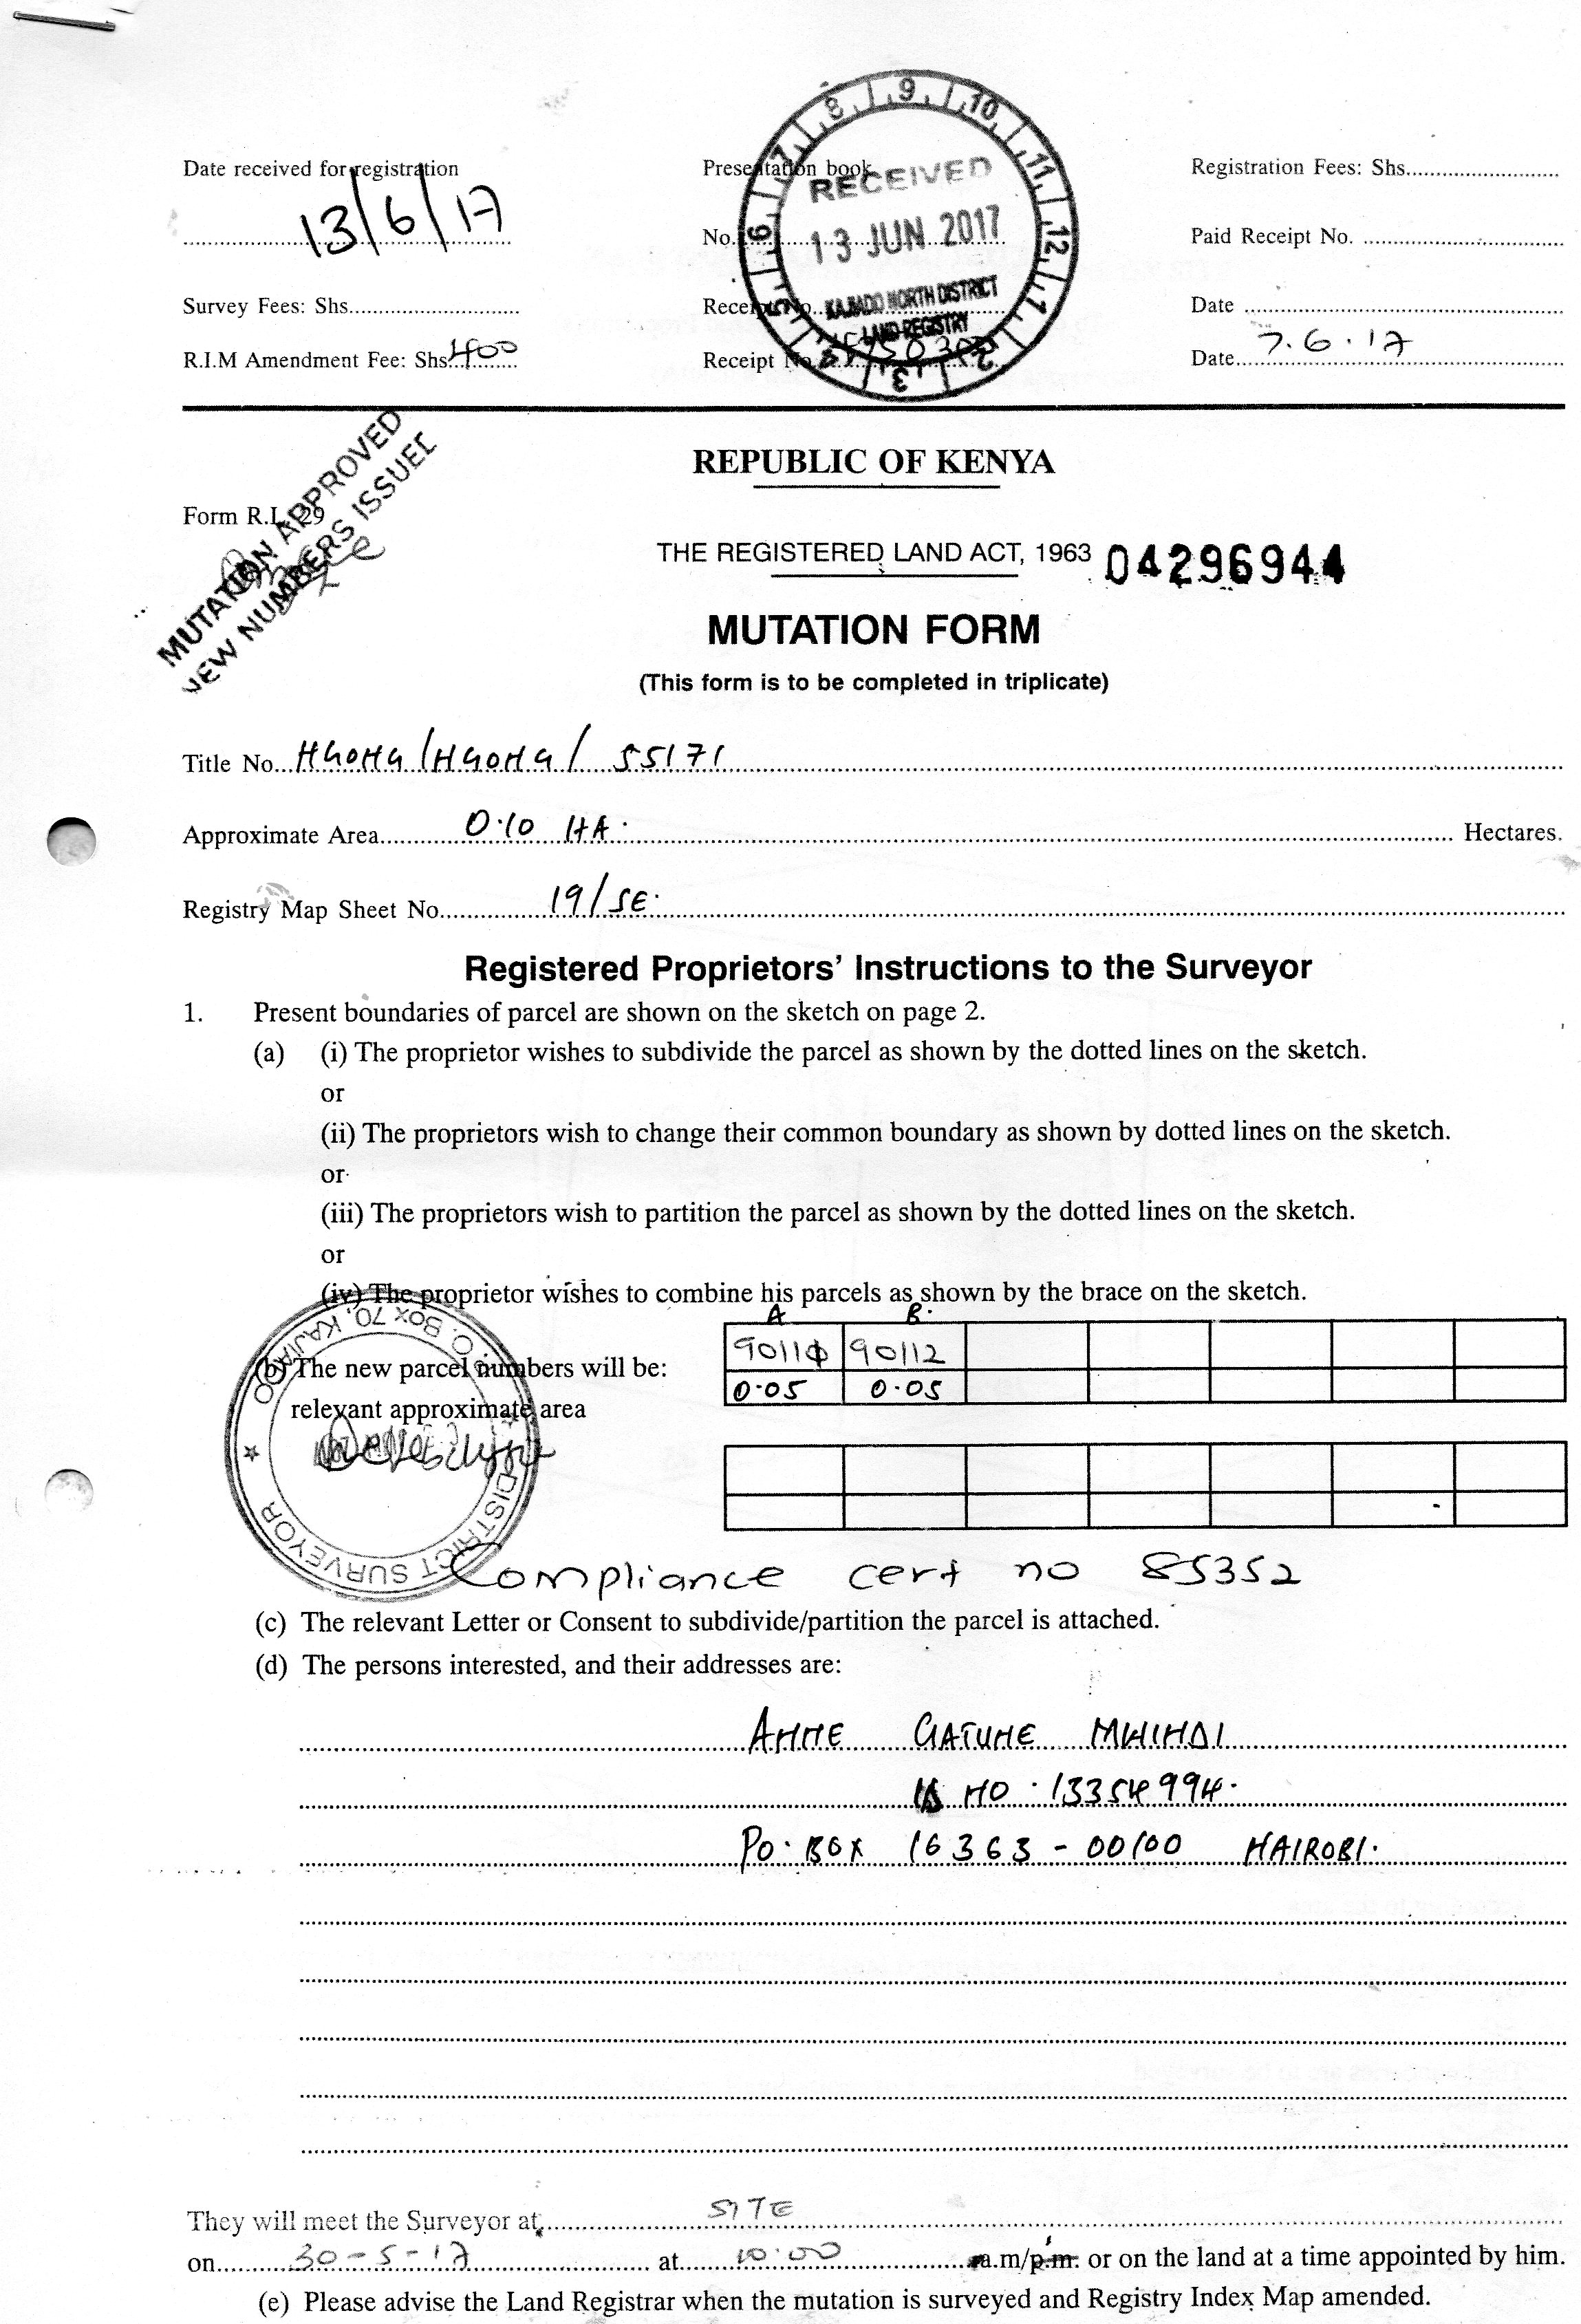 Date received for registration
13/6/17
Presentation book
No.
Registration Fees: Shs
Paid Receipt No.
Survey Fees: Shs
Receipt No.
Date
R.I.M Amendment Fee: Shs 400
Receipt No.
Date 7.6.17
8 9 10 11 12 1 2 3 4 5 6 7
RECEIVED
13 JUN 2017
KAJIADO NORTH DISTRICT
LAND REGISTRY
MUTATION APPROVED
NEW NUMBERS ISSUED
REPUBLIC OF KENYA
Form R.L. 29
THE REGISTERED LAND ACT, 1963 04296944
MUTATION FORM
(This form is to be completed in triplicate)
Title No. NGONG/NGONG/ 55171
Approximate Area 0.10 HA. Hectares.
Registry Map Sheet No. 19/SE.
Registered Proprietors' Instructions to the Surveyor
1. Present boundaries of parcel are shown on the sketch on page 2.
(a) (i) The proprietor wishes to subdivide the parcel as shown by the dotted lines on the sketch.
or
(ii) The proprietors wish to change their common boundary as shown by dotted lines on the sketch.
or
(iii) The proprietors wish to partition the parcel as shown by the dotted lines on the sketch.
or
(iv) The proprietor wishes to combine his parcels as shown by the brace on the sketch.
A B.
(b) The new parcel numbers will be: 90111 90112
relevant approximate area 0.05 0.05
DISTRICT SURVEYOR
P.O. Box 70, KAJIADO
Compliance cert no 85352
(c) The relevant Letter or Consent to subdivide/partition the parcel is attached.
(d) The persons interested, and their addresses are:
ANNE GATUNE MWINDI
ID NO. 13354994.
PO. BOX 16363 - 00100 NAIROBI.
They will meet the Surveyor at SITE
on 30-5-17 at 10:00 a.m/p.m. or on the land at a time appointed by him.
(e) Please advise the Land Registrar when the mutation is surveyed and Registry Index Map amended.